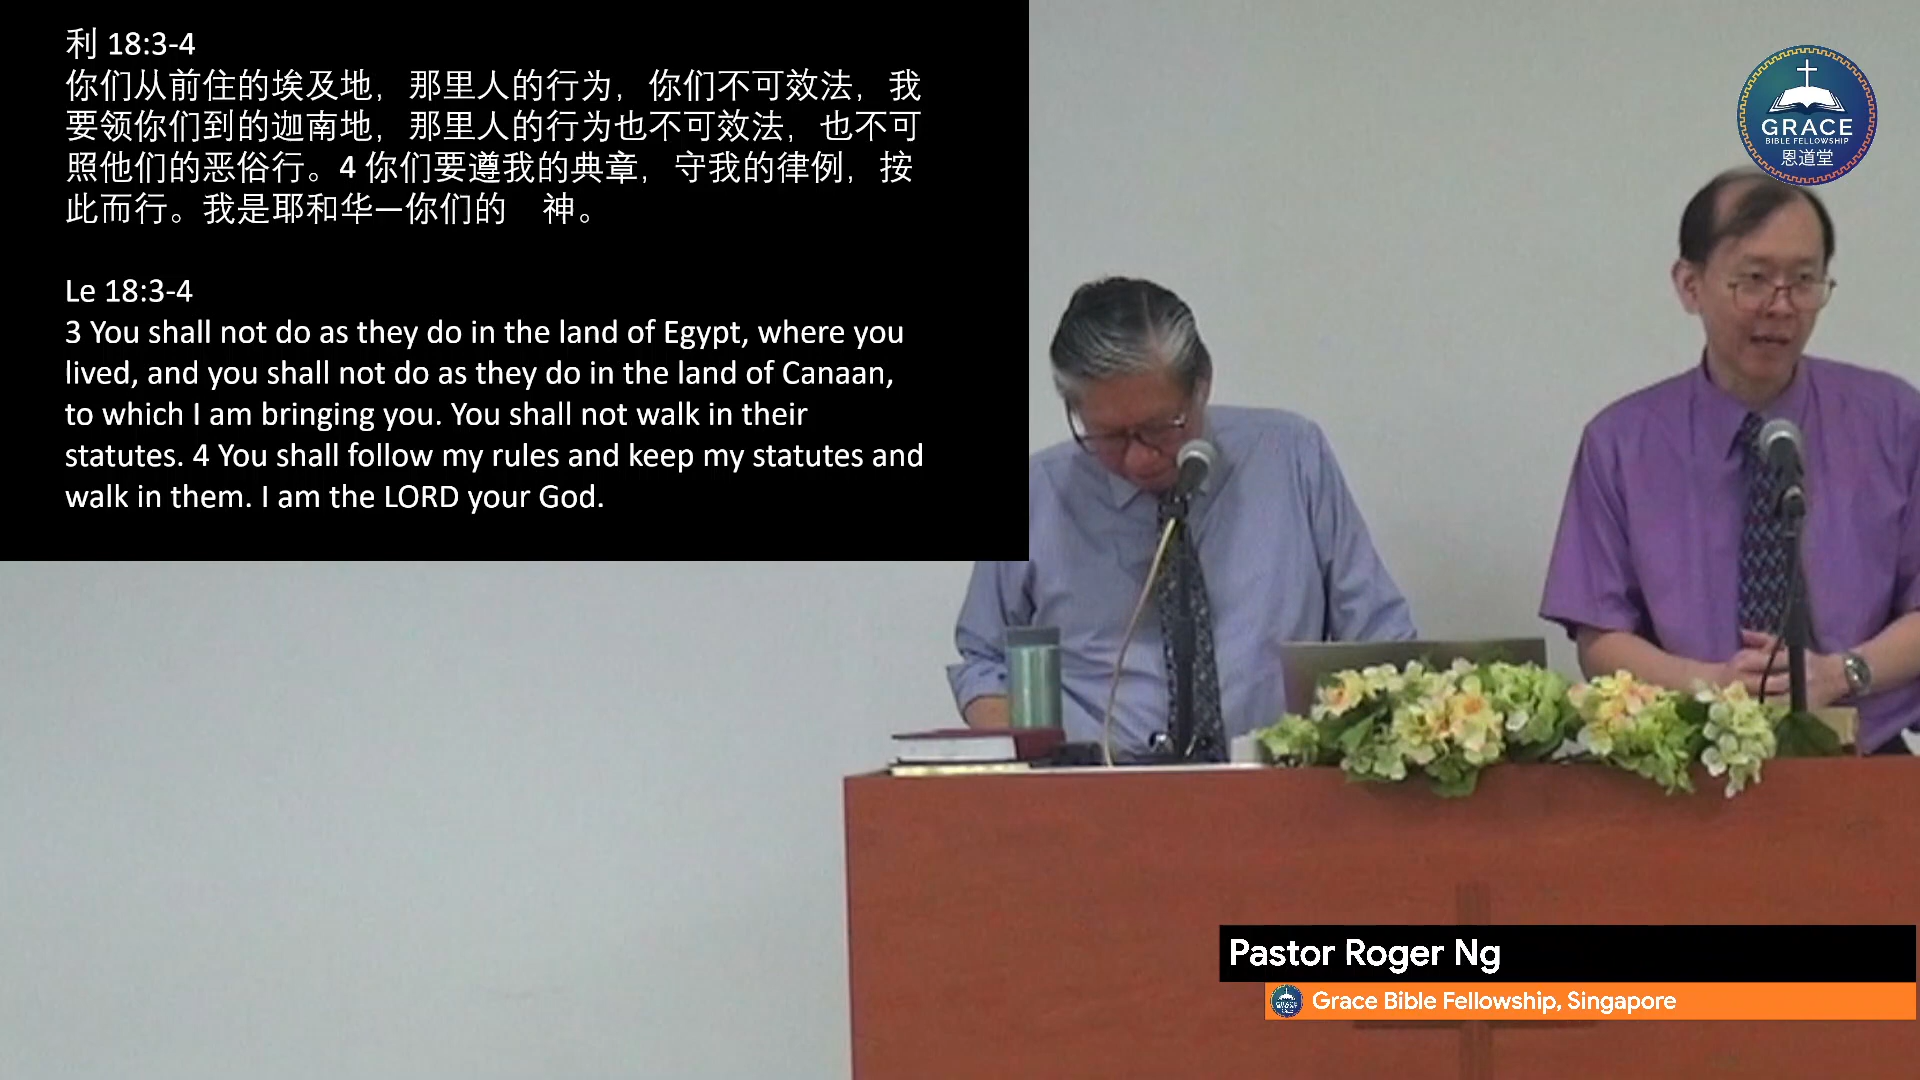 利 18:3-4
你们从前住的埃及地，那里人的行为，你们不可效法，我
要领你们到的迦南地，那里人的行为也不可效法，也不可
照他们的恶俗行。4 你们要遵我的典章，守我的律例，按
此而行。我是耶和华—你们的　神。
Le 18:3-4
3 You shall not do as they do in the land of Egypt, where you
lived, and you shall not do as they do in the land of Canaan,
to which I am bringing you. You shall not walk in their
statutes. 4 You shall follow my rules and keep my statutes and
walk in them. I am the LORD your God.
GRACE
BIBLE FELLOWSHIP
恩道堂
Pastor Roger Ng
Grace Bible Fellowship, Singapore